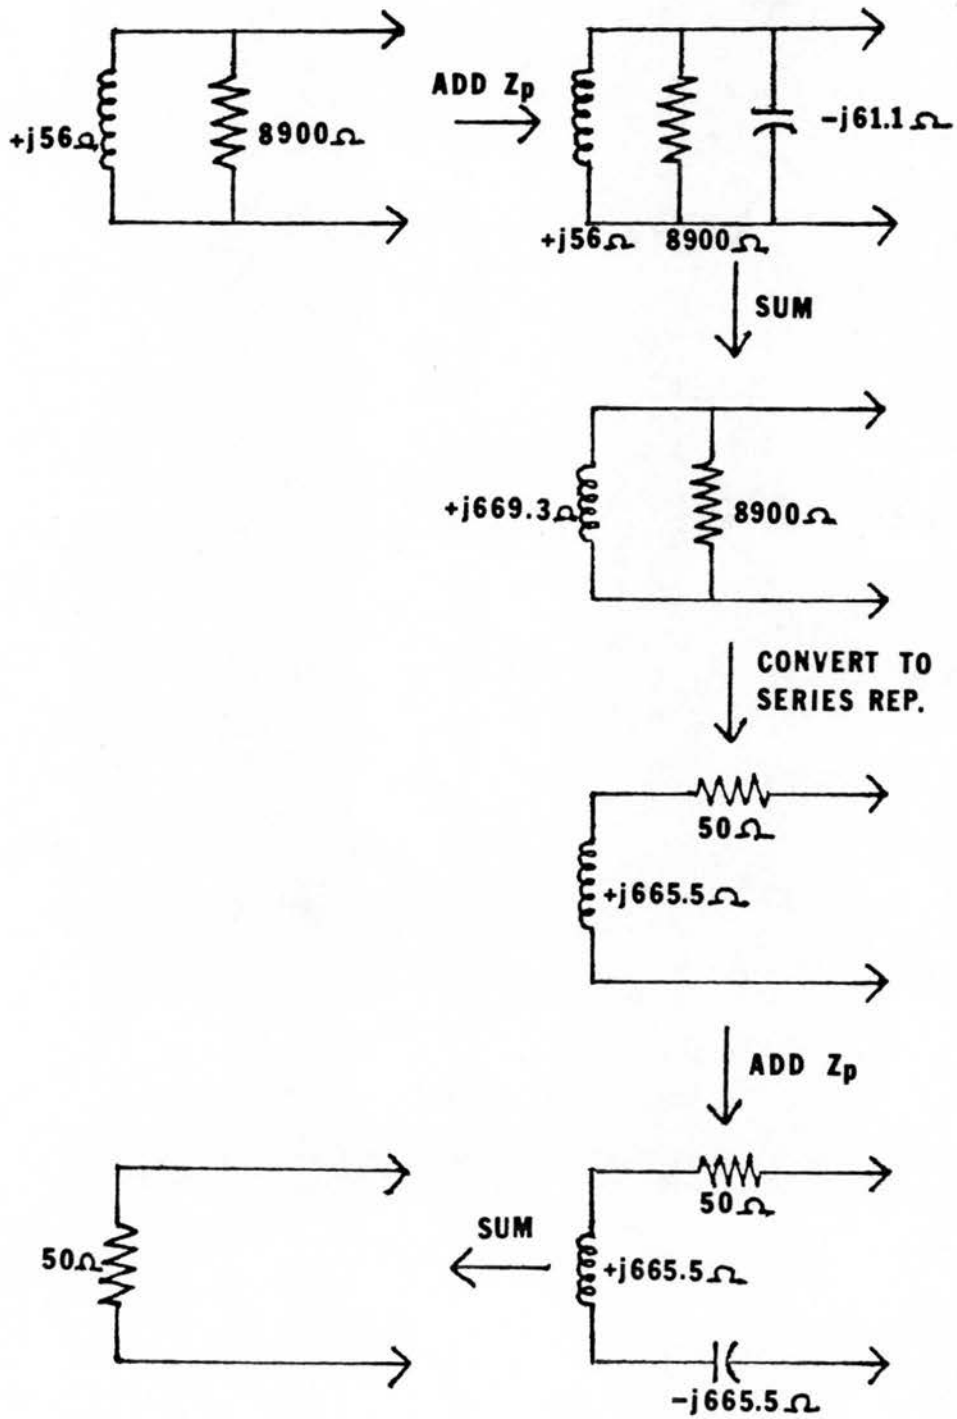 +j56Ω
8900Ω
ADD Zp
-j61.1Ω
+j56Ω
8900Ω
SUM
+j669.3Ω
8900Ω
CONVERT TO
SERIES REP.
50Ω
+j665.5Ω
ADD Zp
50Ω
+j665.5Ω
-j665.5Ω
SUM
50Ω